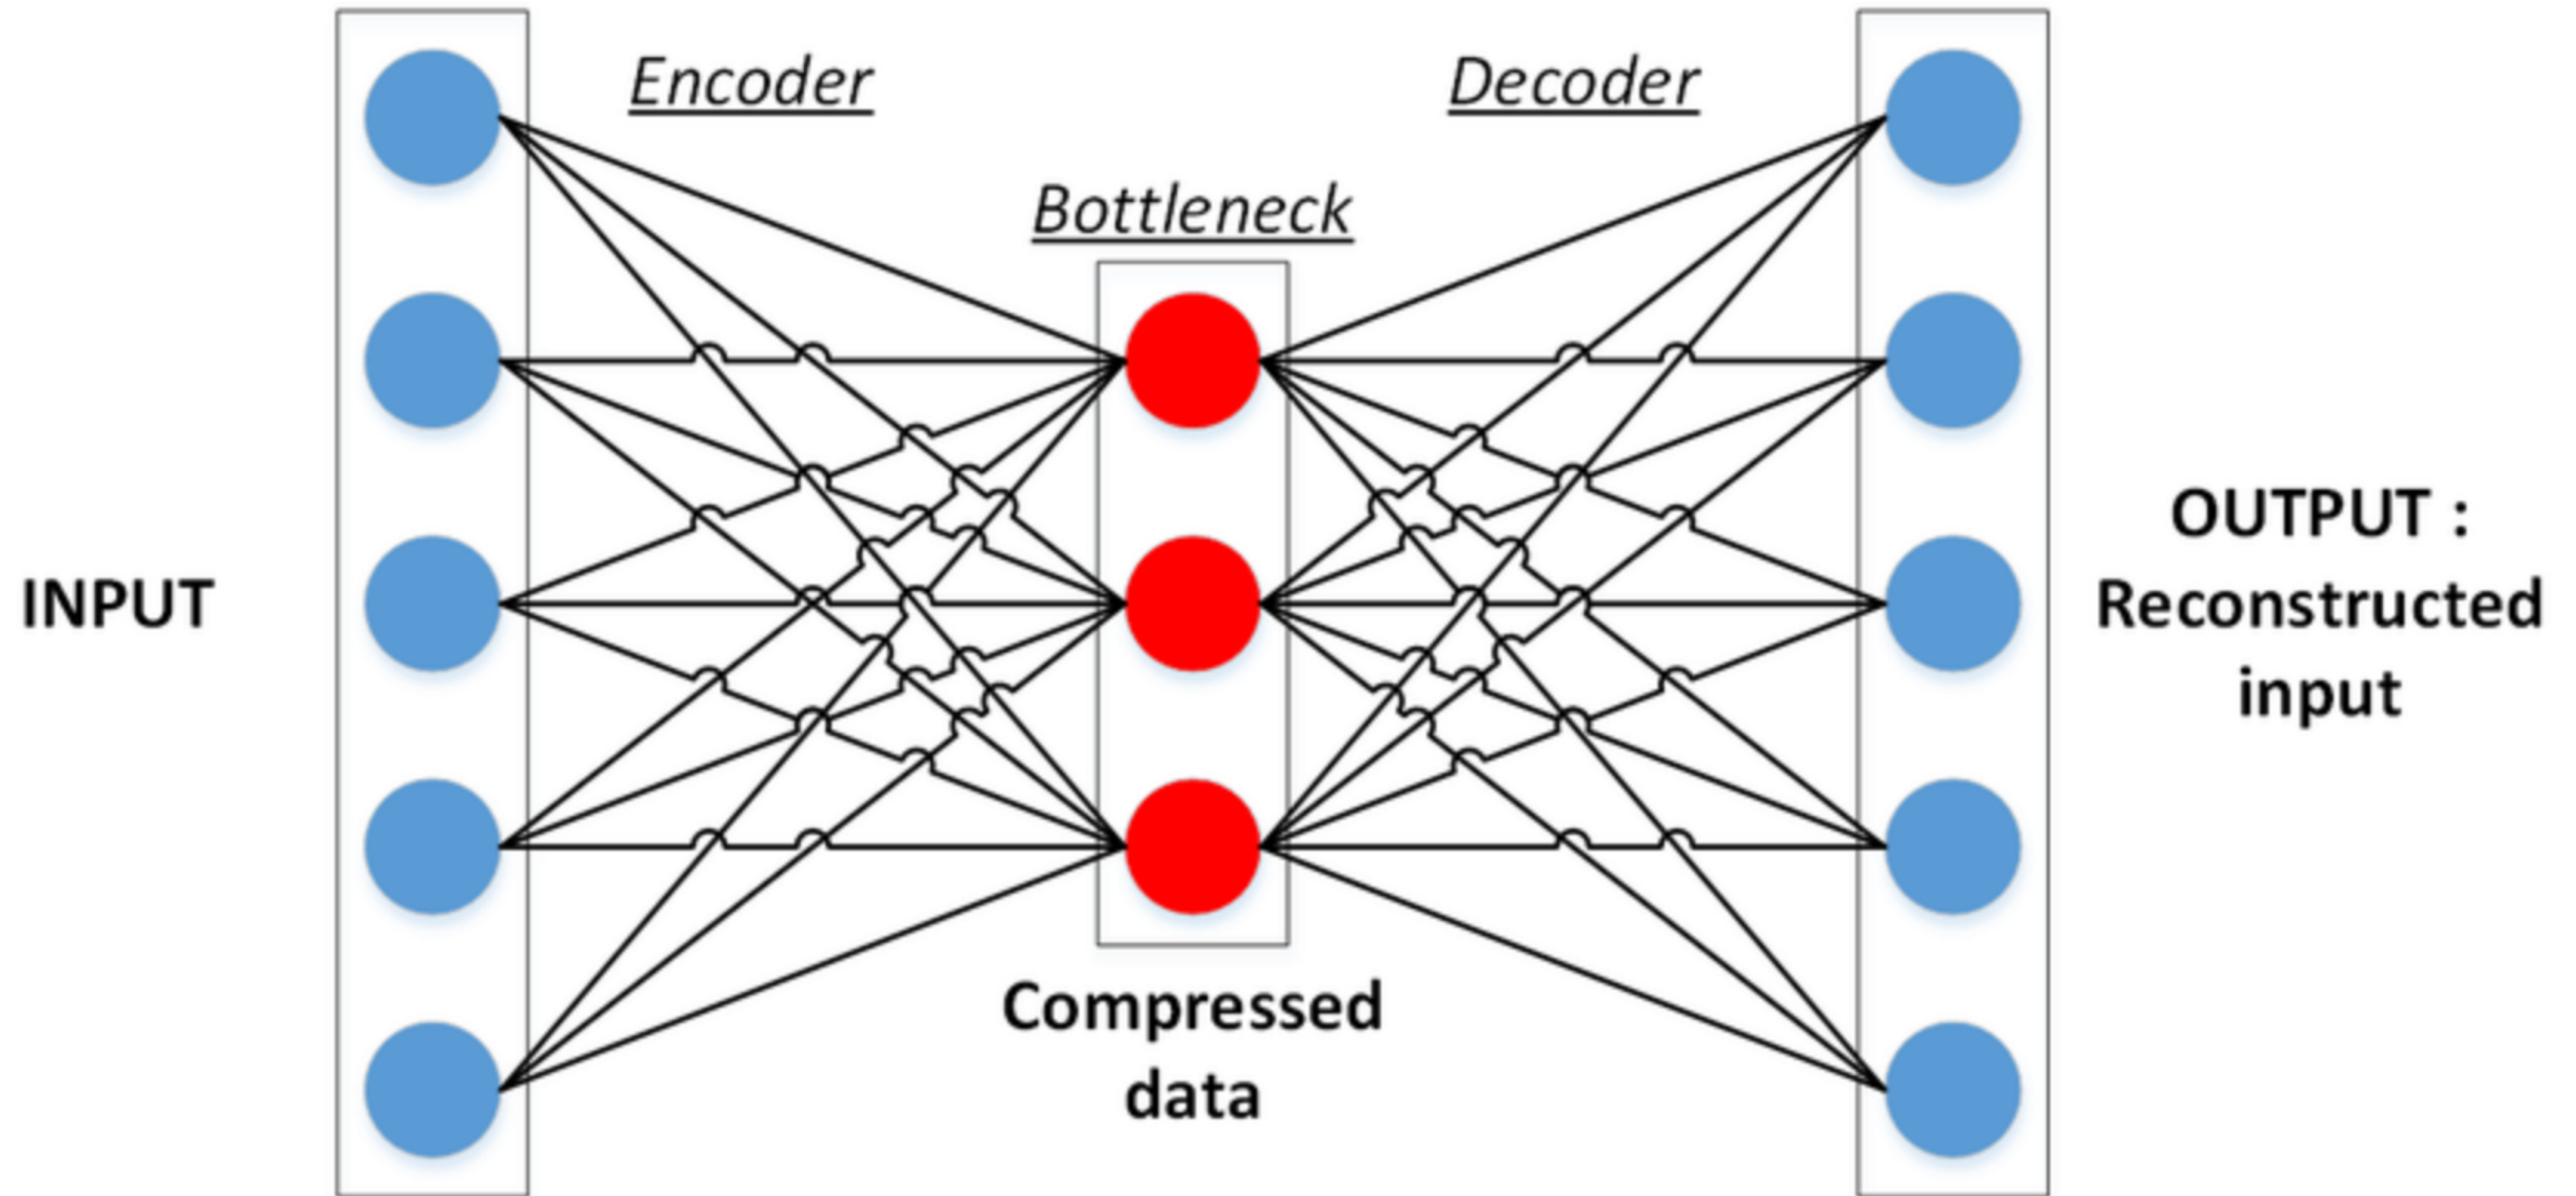 Encoder
Decoder
Bottleneck
INPUT
OUTPUT :
Reconstructed
input
Compressed
data